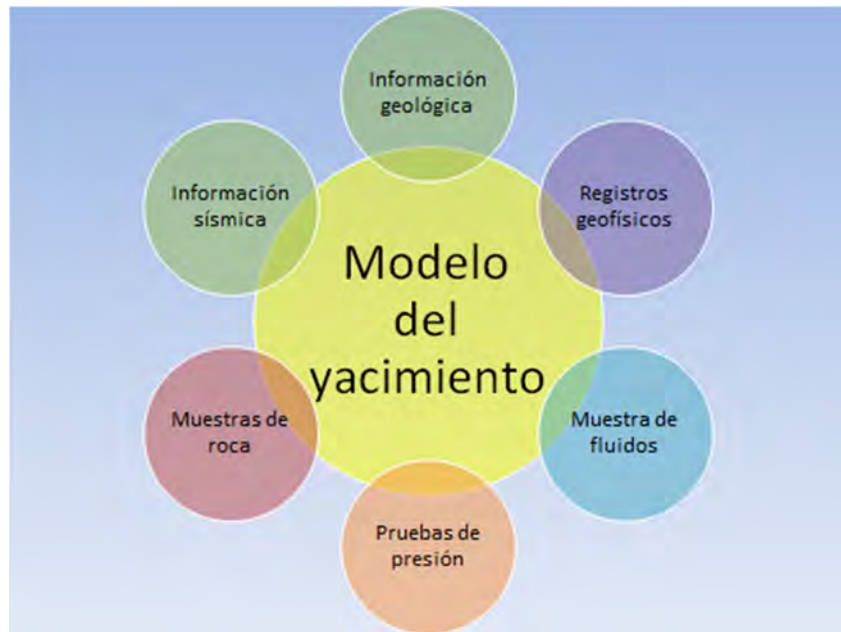 Información
geológica
Registros
geofísicos
Muestra de
fluidos
Pruebas de
presión
Muestras de
roca
Información
sísmica
Modelo
del
yacimiento